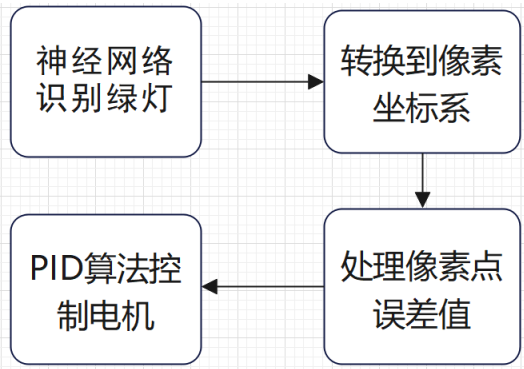 神经网络
识别绿灯
转换到像素
坐标系
处理像素点
误差值
PID算法控
制电机